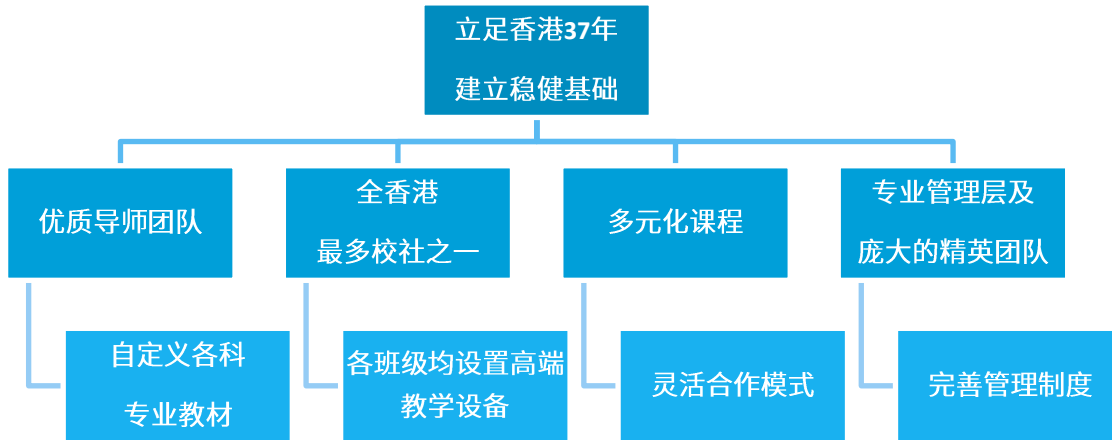 立足香港37年
建立稳健基础
优质导师团队
全香港
最多校社之一
多元化课程
专业管理层及
庞大的精英团队
自定义各科
专业教材
各班级均设置高端
教学设备
灵活合作模式
完善管理制度